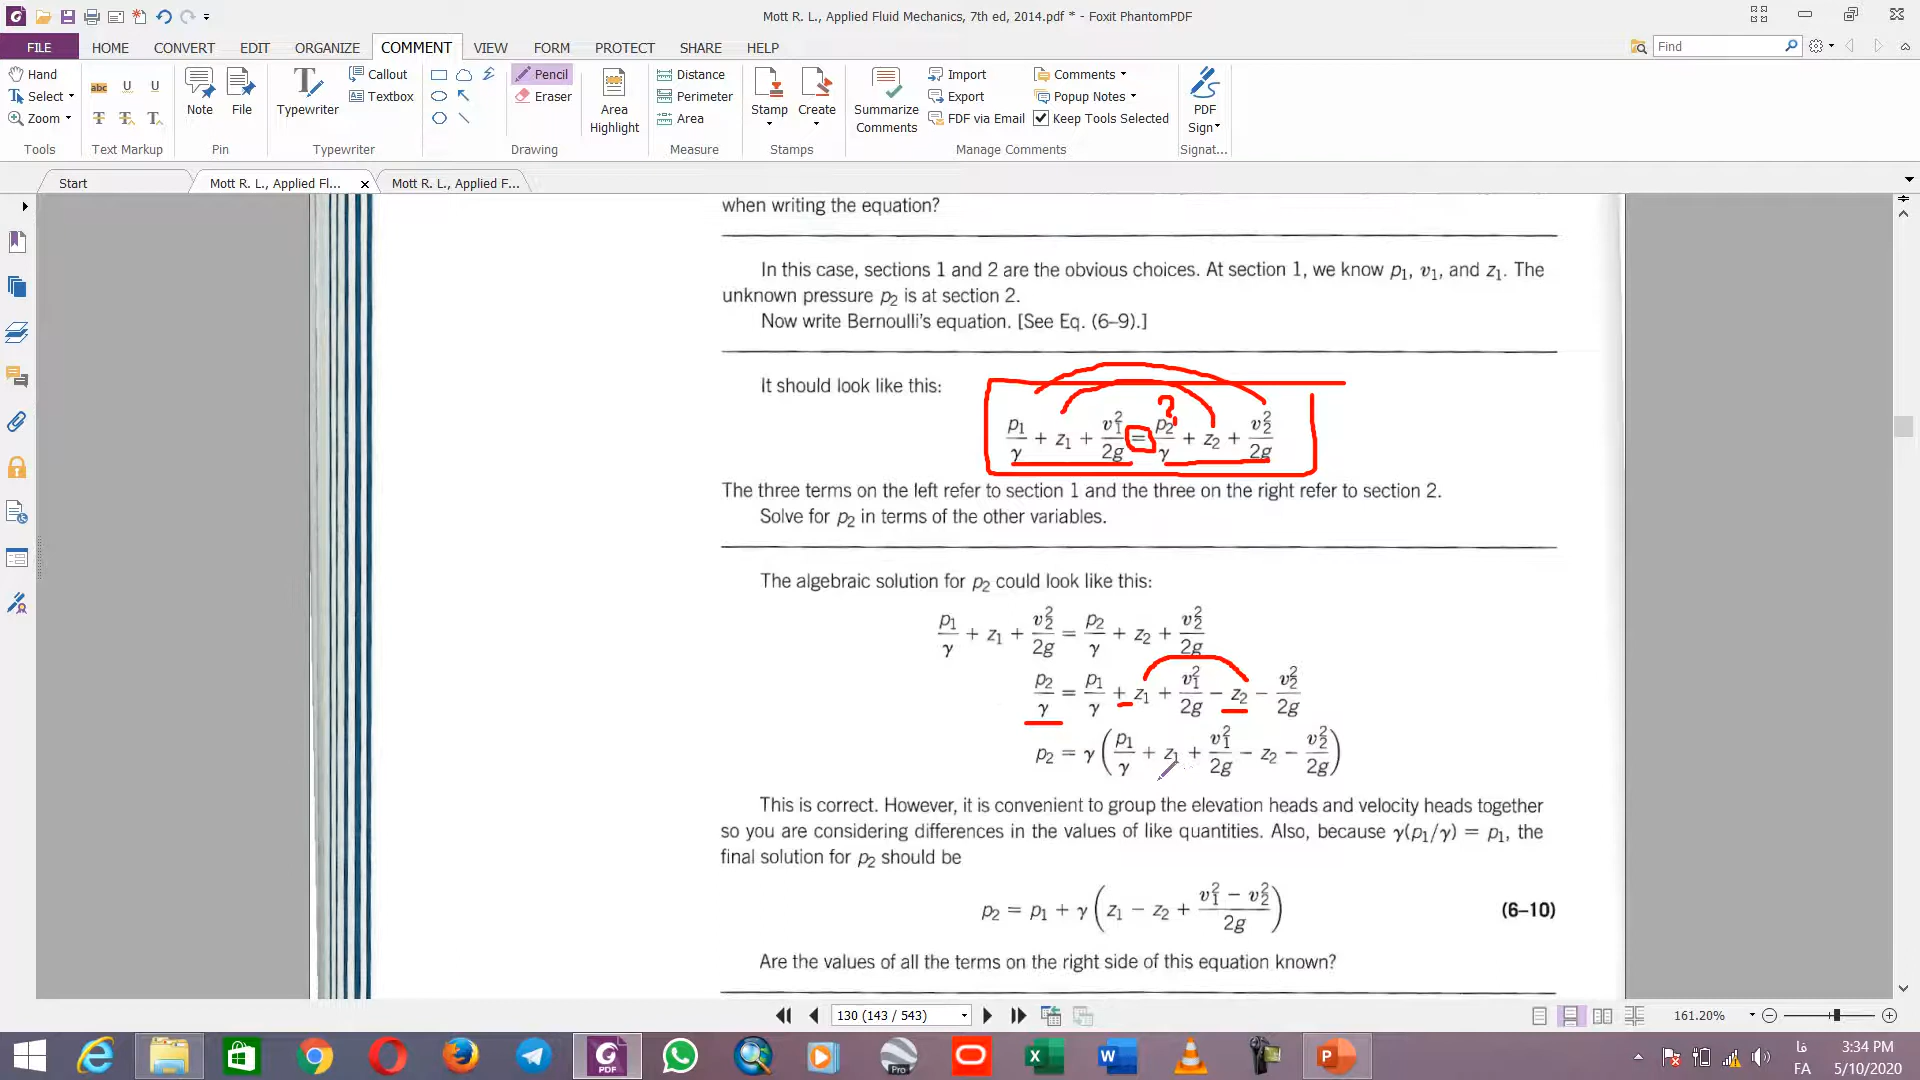 Mott R. L., Applied Fluid Mechanics, 7th ed, 2014.pdf * - Foxit PhantomPDF
FILE HOME CONVERT EDIT ORGANIZE COMMENT VIEW FORM PROTECT SHARE HELP Find
Hand
Select
Zoom
Tools
abc U U
T T T
Text Markup
Note File
Pin
Typewriter
Typewriter
Callout
Textbox
Pencil
Eraser
Drawing
Area
Highlight
Distance
Perimeter
Area
Measure
Stamp Create
Stamps
Summarize
Comments
Import
Export
FDF via Email
Comments
Popup Notes
Keep Tools Selected
Manage Comments
PDF
Sign
Signat...
Start Mott R. L., Applied Fl... x Mott R. L., Applied F...
when writing the equation?
In this case, sections 1 and 2 are the obvious choices. At section 1, we know p₁, v₁, and z₁. The
unknown pressure p₂ is at section 2.
Now write Bernoulli's equation. [See Eq. (6–9).]
It should look like this:
?
p₁/γ + z₁ + v₁²/2g = p₂/γ + z₂ + v₂²/2g
The three terms on the left refer to section 1 and the three on the right refer to section 2.
Solve for p₂ in terms of the other variables.
The algebraic solution for p₂ could look like this:
p₁/γ + z₁ + v₂²/2g = p₂/γ + z₂ + v₂²/2g
p₂/γ = p₁/γ + z₁ + v₁²/2g − z₂ − v₂²/2g
p₂ = γ(p₁/γ + z₁ + v₁²/2g − z₂ − v₂²/2g)
This is correct. However, it is convenient to group the elevation heads and velocity heads together
so you are considering differences in the values of like quantities. Also, because γ(p₁/γ) = p₁, the
final solution for p₂ should be
p₂ = p₁ + γ(z₁ − z₂ + (v₁² − v₂²)/2g) (6–10)
Are the values of all the terms on the right side of this equation known?
130 (143 / 543) 161.20%
PDF Pro X W P
فا 3:34 PM
FA 5/10/2020